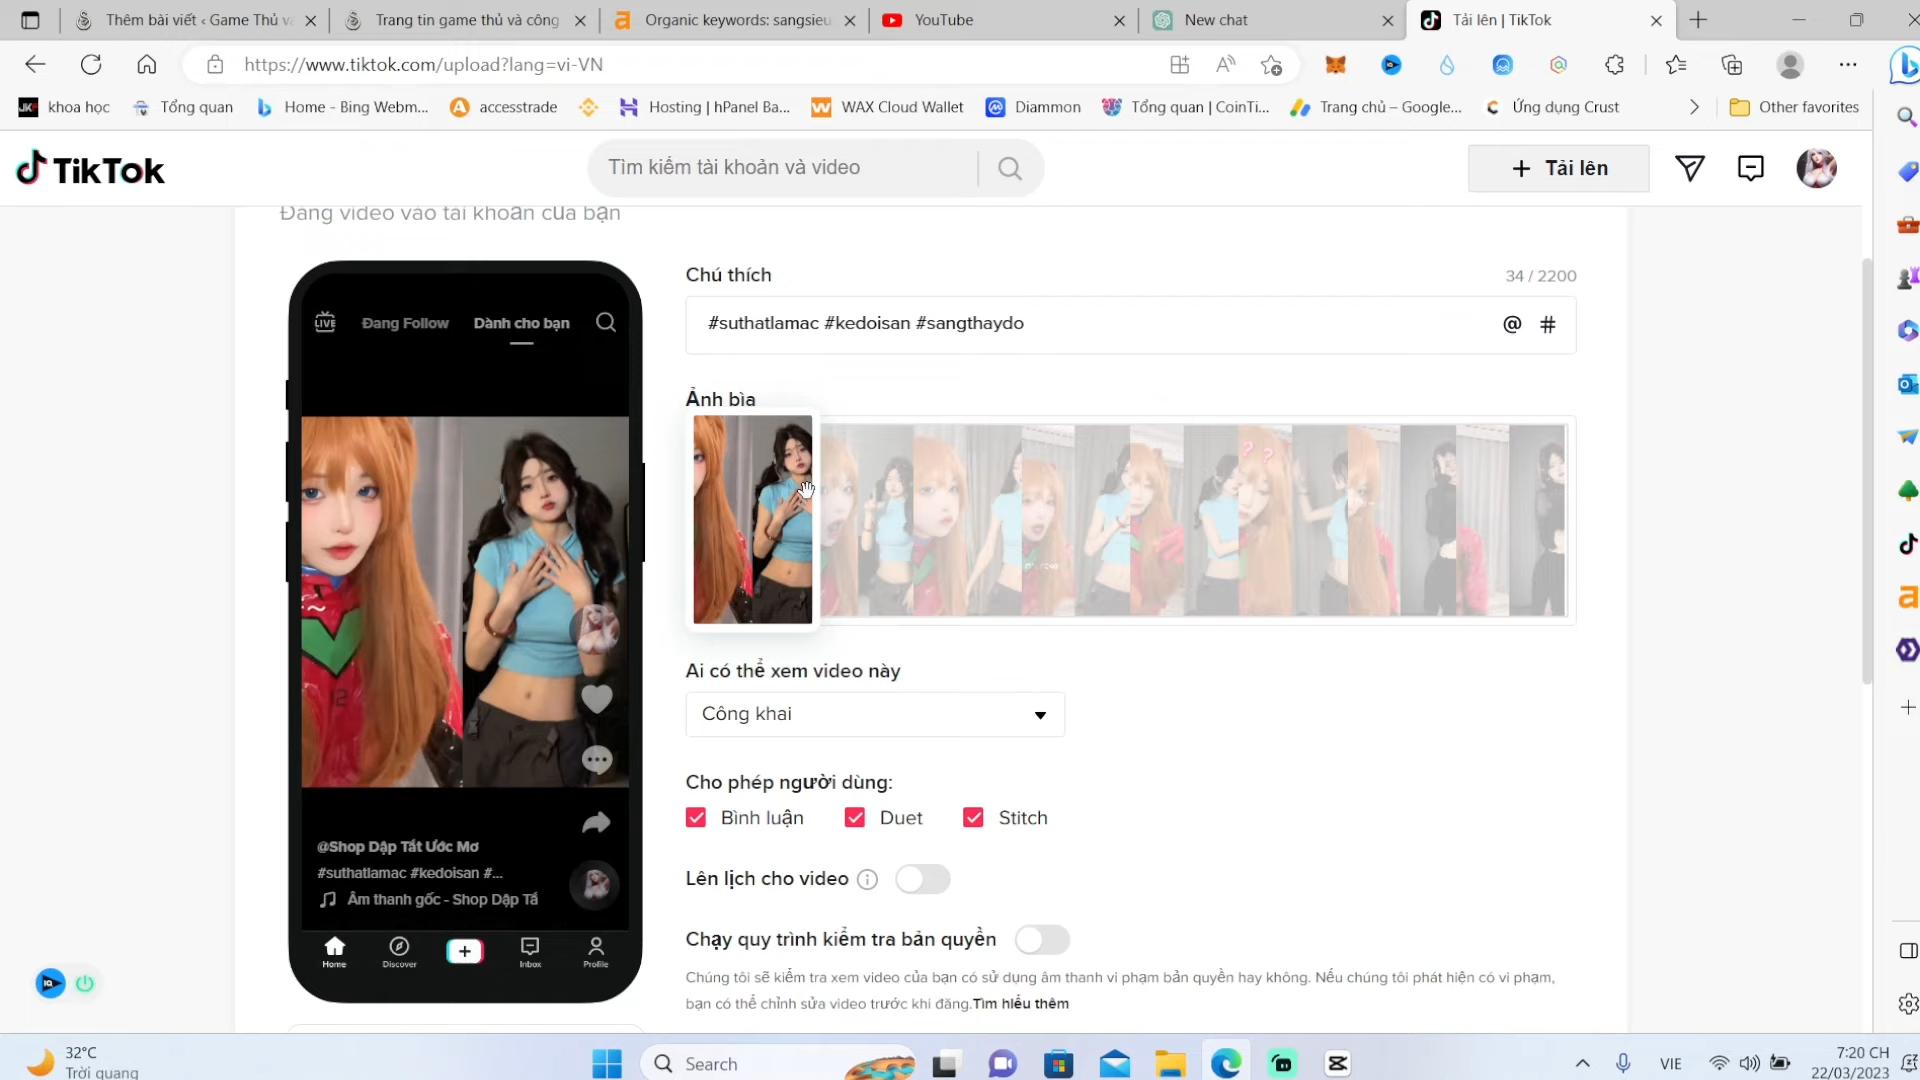 Thêm bài viết ‹ Game Thủ và
Trang tin game thủ và công
Organic keywords: sangsieu
YouTube
New chat
Tải lên | TikTok
https://www.tiktok.com/upload?lang=vi-VN
khoa học
Tổng quan
Home - Bing Webm...
accesstrade
Hosting | hPanel Ba...
WAX Cloud Wallet
Diammon
Tổng quan | CoinTi...
Trang chủ – Google...
Ứng dụng Crust
Other favorites
TikTok
Tìm kiếm tài khoản và video
Tải lên
Đăng video vào tài khoản của bạn
Chú thích
34 / 2200
#suthatlamac #kedoisan #sangthaydo
@ #
Ảnh bìa
LIVE
Đang Follow
Dành cho bạn
Ai có thể xem video này
Công khai
Cho phép người dùng:
Bình luận
Duet
Stitch
Lên lịch cho video
@Shop Dập Tắt Ước Mơ
#suthatlamac #kedoisan #...
Âm thanh gốc - Shop Dập Tắ
Home
Discover
Inbox
Profile
Chạy quy trình kiểm tra bản quyền
Chúng tôi sẽ kiểm tra xem video của bạn có sử dụng âm thanh vi phạm bản quyền hay không. Nếu chúng tôi phát hiện có vi phạm,
bạn có thể chỉnh sửa video trước khi đăng.Tìm hiểu thêm
32°C
Trời quang
Search
VIE
7:20 CH
22/03/2023